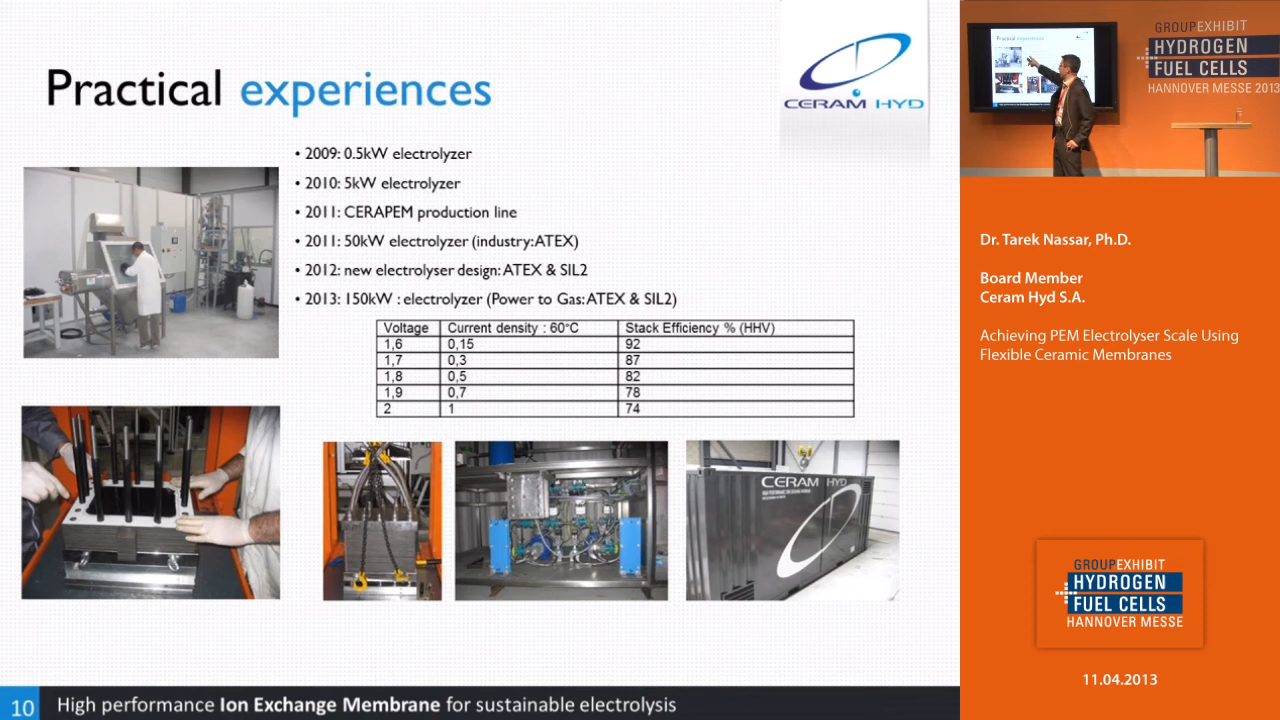 Practical experiences
CERAM HYD
• 2009: 0.5kW electrolyzer
• 2010: 5kW electrolyzer
• 2011: CERAPEM production line
• 2011: 50kW electrolyzer (industry: ATEX)
• 2012: new electrolyser design: ATEX & SIL2
• 2013: 150kW : electrolyzer (Power to Gas: ATEX & SIL2)
Voltage Current density : 60°C Stack Efficiency % (HHV)
1,6 0,15 92
1,7 0,3 87
1,8 0,5 82
1,9 0,7 78
2 1 74
CERAM HYD
10 High performance Ion Exchange Membrane for sustainable electrolysis
Practical experiences
GROUPEXHIBIT
HYDROGEN
FUEL CELLS
HANNOVER MESSE 2013
Dr. Tarek Nassar, Ph.D.
Board Member
Ceram Hyd S.A.
Achieving PEM Electrolyser Scale Using
Flexible Ceramic Membranes
GROUPEXHIBIT
HYDROGEN
FUEL CELLS
HANNOVER MESSE
11.04.2013